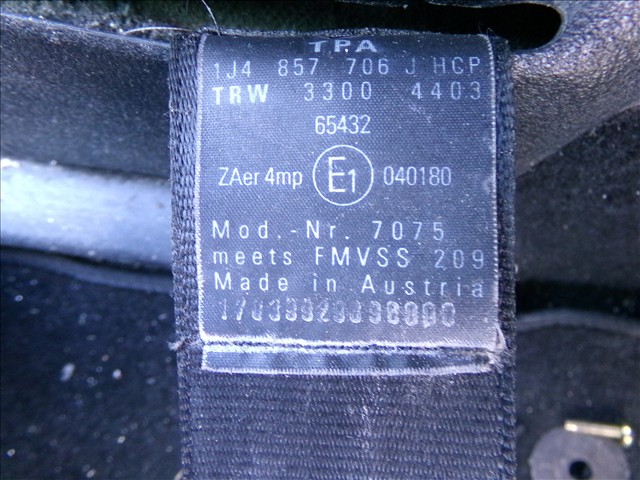 TPA
1J4 857 706 J HCP
TRW 3300 4403
65432
ZAer 4mp E1 040180
Mod.-Nr. 7075
meets FMVSS 209
Made in Austria